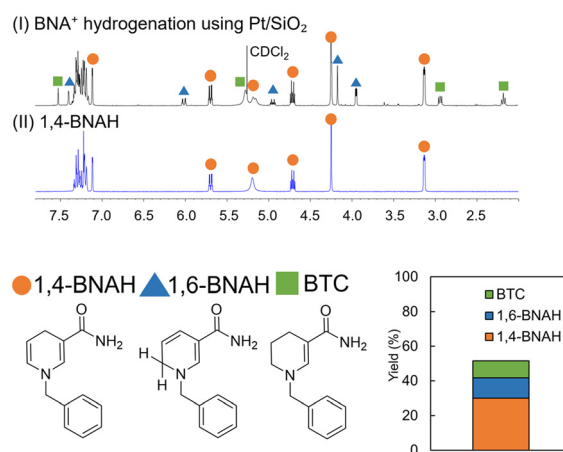 (I) BNA⁺ hydrogenation using Pt/SiO₂
CDCl₂
(II) 1,4-BNAH
7.5 7.0 6.5 6.0 5.5 5.0 4.5 4.0 3.5 3.0 2.5
1,4-BNAH 1,6-BNAH BTC
O
NH₂
N
O
NH₂
H
H
N
O
NH₂
N
100
80
60
40
20
0
Yield (%)
BTC
1,6-BNAH
1,4-BNAH